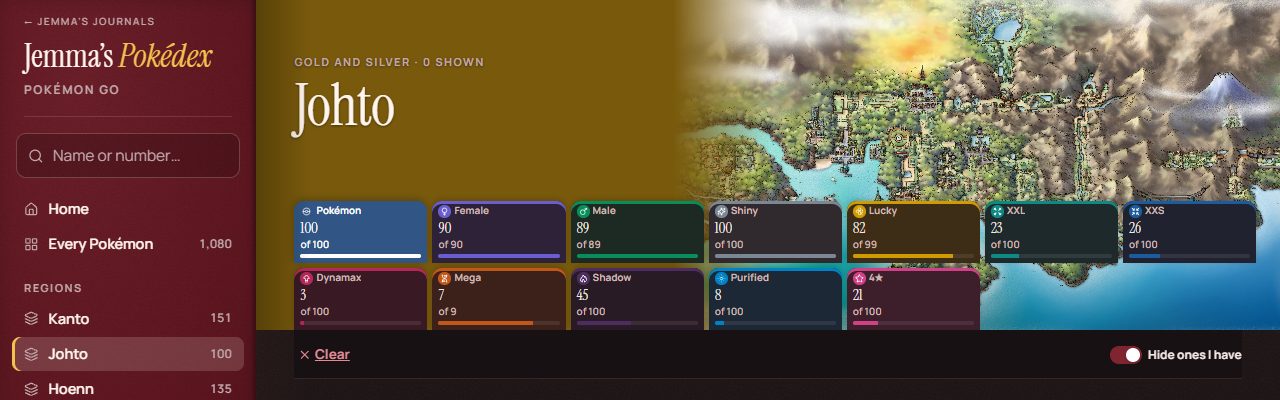 ← JEMMA'S JOURNALS
Jemma's Pokédex
POKÉMON GO
Name or number...
Home
Every Pokémon 1,080
REGIONS
Kanto 151
Johto 100
Hoenn 135
GOLD AND SILVER · 0 SHOWN
Johto
Pokémon
100
of 100
Female
90
of 90
Male
89
of 89
Shiny
100
of 100
Lucky
82
of 99
XXL
23
of 100
XXS
26
of 100
Dynamax
3
of 100
Mega
7
of 9
Shadow
45
of 100
Purified
8
of 100
4★
21
of 100
× Clear
Hide ones I have